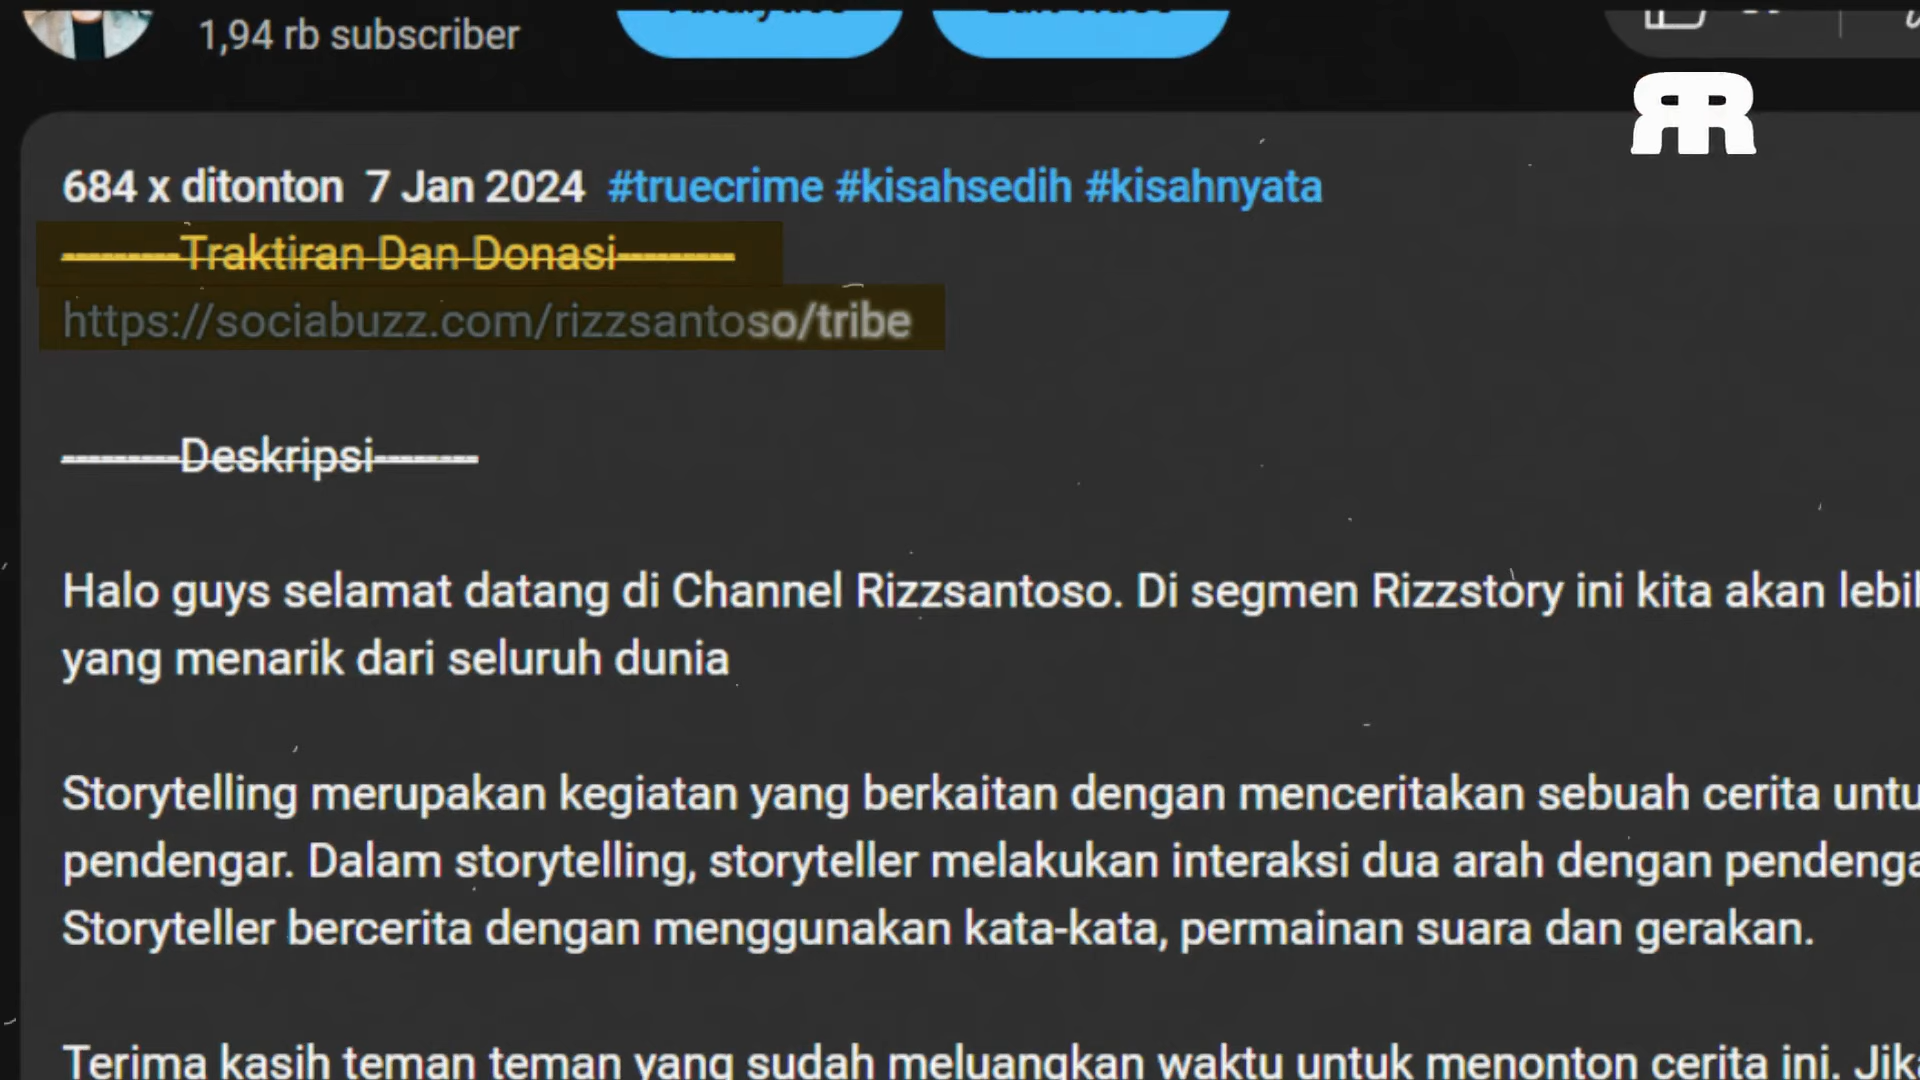 1,94 rb subscriber
RR
684 x ditonton 7 Jan 2024 #truecrime #kisahsedih #kisahnyata
---------Traktiran Dan Donasi---------
https://sociabuzz.com/rizzsantoso/tribe
---------Deskripsi--------
Halo guys selamat datang di Channel Rizzsantoso. Di segmen Rizzstory ini kita akan lebih
yang menarik dari seluruh dunia
Storytelling merupakan kegiatan yang berkaitan dengan menceritakan sebuah cerita
pendengar. Dalam storytelling, storyteller melakukan interaksi dua arah dengan
Storyteller bercerita dengan menggunakan kata-kata, permainan suara dan gerakan.
Terima kasih teman teman yang sudah meluangkan waktu untuk menonton cerita ini.